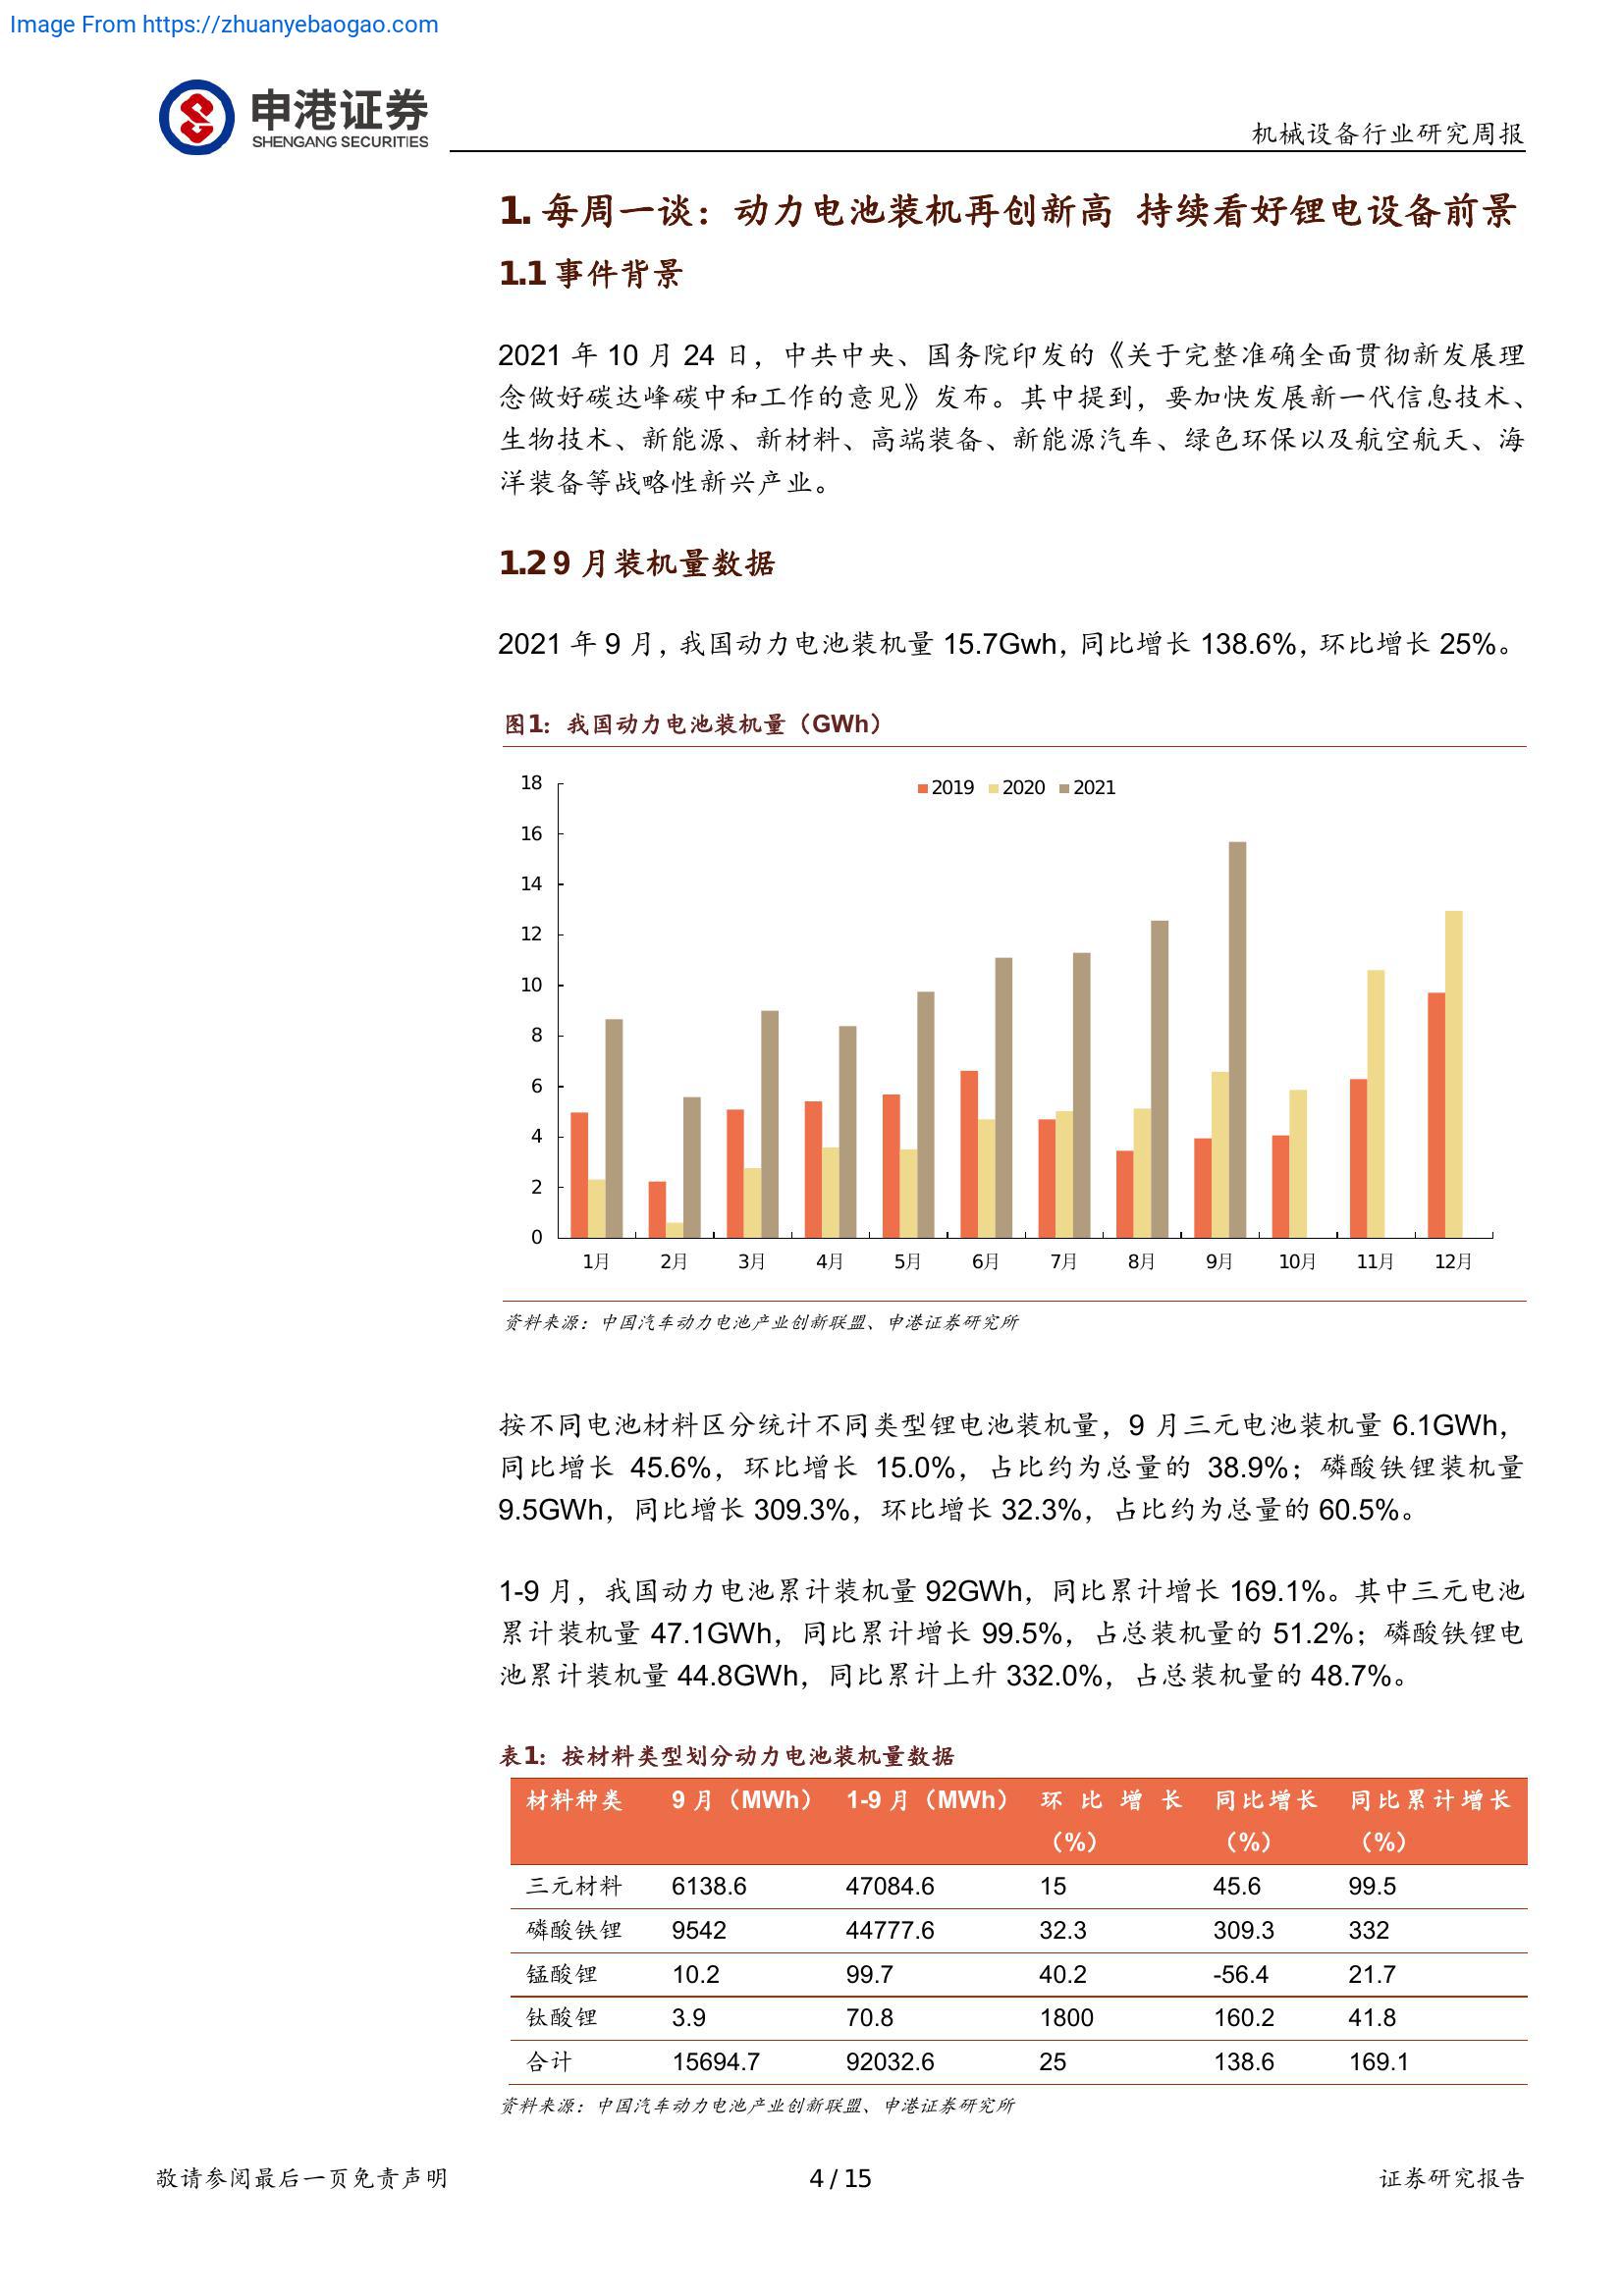 Image From https://zhuanyebaogao.com
申港证券
SHENGANG SECURITIES
机械设备行业研究周报
1. 每周一谈：动力电池装机再创新高 持续看好锂电设备前景
1.1 事件背景
2021 年 10 月 24 日，中共中央、国务院印发的《关于完整准确全面贯彻新发展理
念做好碳达峰碳中和工作的意见》发布。其中提到，要加快发展新一代信息技术、
生物技术、新能源、新材料、高端装备、新能源汽车、绿色环保以及航空航天、海
洋装备等战略性新兴产业。
1.2 9 月装机量数据
2021 年 9 月，我国动力电池装机量 15.7Gwh，同比增长 138.6%，环比增长 25%。
图1：我国动力电池装机量（GWh）
2019 2020 2021
18
16
14
12
10
8
6
4
2
0
1月 2月 3月 4月 5月 6月 7月 8月 9月 10月 11月 12月
资料来源：中国汽车动力电池产业创新联盟、申港证券研究所
按不同电池材料区分统计不同类型锂电池装机量，9 月三元电池装机量 6.1GWh，
同比增长 45.6%，环比增长 15.0%，占比约为总量的 38.9%；磷酸铁锂装机量
9.5GWh，同比增长 309.3%，环比增长 32.3%，占比约为总量的 60.5%。
1-9 月，我国动力电池累计装机量 92GWh，同比累计增长 169.1%。其中三元电池
累计装机量 47.1GWh，同比累计增长 99.5%，占总装机量的 51.2%；磷酸铁锂电
池累计装机量 44.8GWh，同比累计上升 332.0%，占总装机量的 48.7%。
表1：按材料类型划分动力电池装机量数据
材料种类 9 月（MWh） 1-9 月（MWh） 环 比 增 长 同比增长 同比累计增长
（%） （%） （%）
三元材料 6138.6 47084.6 15 45.6 99.5
磷酸铁锂 9542 44777.6 32.3 309.3 332
锰酸锂 10.2 99.7 40.2 -56.4 21.7
钛酸锂 3.9 70.8 1800 160.2 41.8
合计 15694.7 92032.6 25 138.6 169.1
资料来源：中国汽车动力电池产业创新联盟、申港证券研究所
敬请参阅最后一页免责声明 4 / 15 证券研究报告